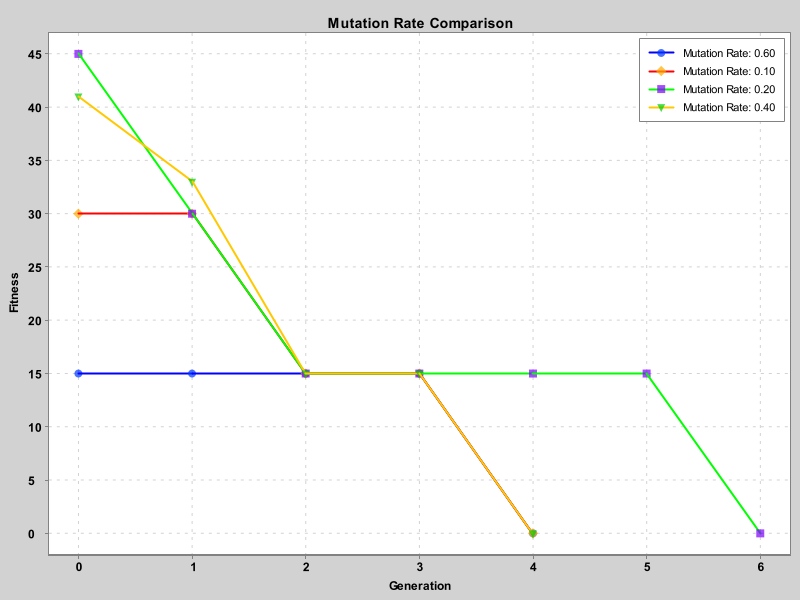 Mutation Rate Comparison
Mutation Rate: 0.60
Mutation Rate: 0.10
Mutation Rate: 0.20
Mutation Rate: 0.40
Fitness
45
40
35
30
25
20
15
10
5
0
0 1 2 3 4 5 6
Generation